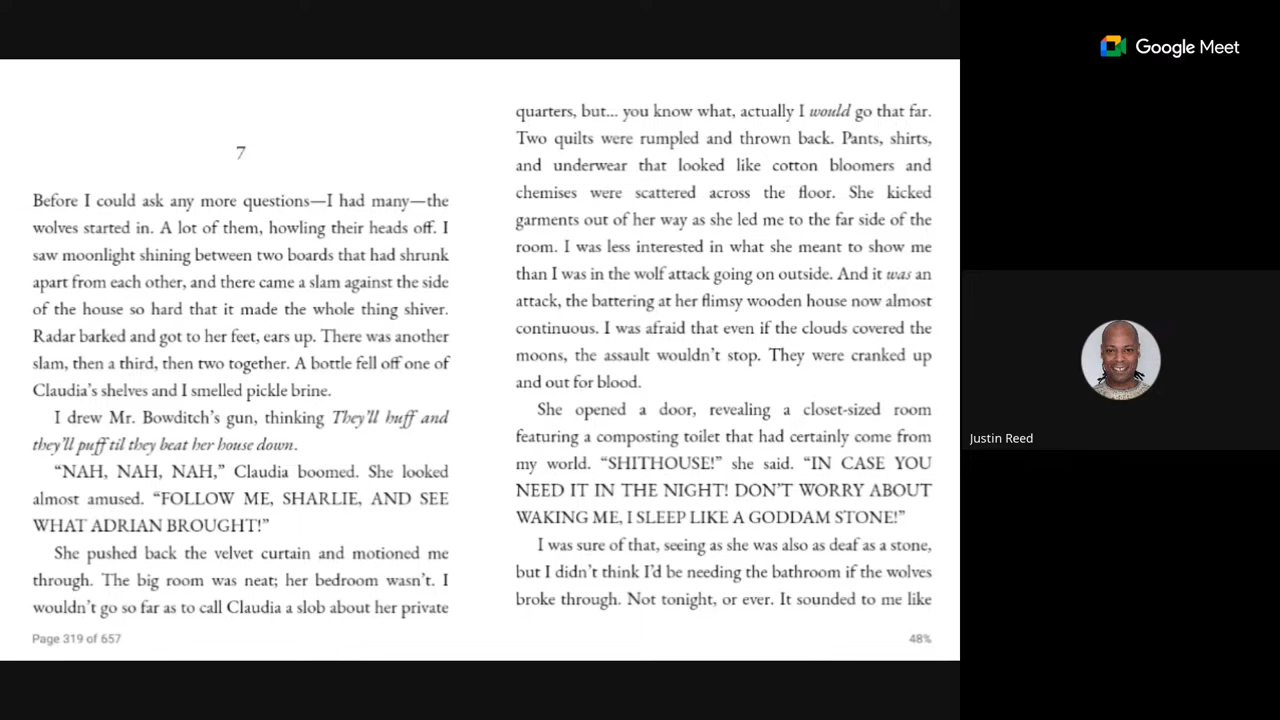 Google Meet
7
Before I could ask any more questions—I had many—the
wolves started in. A lot of them, howling their heads off. I
saw moonlight shining between two boards that had shrunk
apart from each other, and there came a slam against the side
of the house so hard that it made the whole thing shiver.
Radar barked and got to her feet, ears up. There was another
slam, then a third, then two together. A bottle fell off one of
Claudia’s shelves and I smelled pickle brine.
I drew Mr. Bowditch’s gun, thinking They’ll huff and
they’ll puff til they beat her house down.
“NAH, NAH, NAH,” Claudia boomed. She looked
almost amused. “FOLLOW ME, SHARLIE, AND SEE
WHAT ADRIAN BROUGHT!”
She pushed back the velvet curtain and motioned me
through. The big room was neat; her bedroom wasn’t. I
wouldn’t go so far as to call Claudia a slob about her private
Page 319 of 657
quarters, but... you know what, actually I would go that far.
Two quilts were rumpled and thrown back. Pants, shirts,
and underwear that looked like cotton bloomers and
chemises were scattered across the floor. She kicked
garments out of her way as she led me to the far side of the
room. I was less interested in what she meant to show me
than I was in the wolf attack going on outside. And it was an
attack, the battering at her flimsy wooden house now almost
continuous. I was afraid that even if the clouds covered the
moons, the assault wouldn’t stop. They were cranked up
and out for blood.
She opened a door, revealing a closet-sized room
featuring a composting toilet that had certainly come from
my world. “SHITHOUSE!” she said. “IN CASE YOU
NEED IT IN THE NIGHT! DON’T WORRY ABOUT
WAKING ME, I SLEEP LIKE A GODDAM STONE!”
I was sure of that, seeing as she was also as deaf as a stone,
but I didn’t think I’d be needing the bathroom if the wolves
broke through. Not tonight, or ever. It sounded to me like
48%
Justin Reed